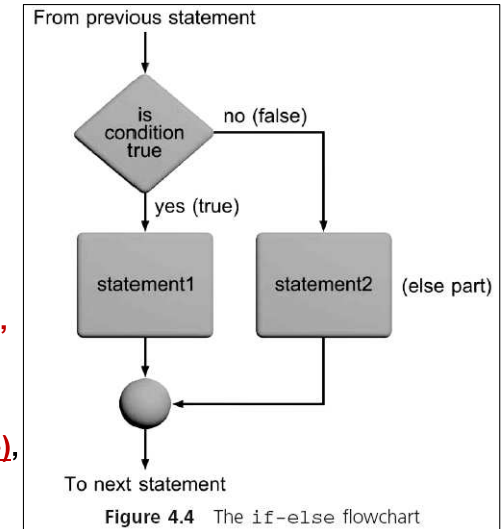 From previous statement
is
condition
true
no (false)
yes (true)
statement1
statement2
(else part)
,
),
To next statement
Figure 4.4 The if-else flowchart